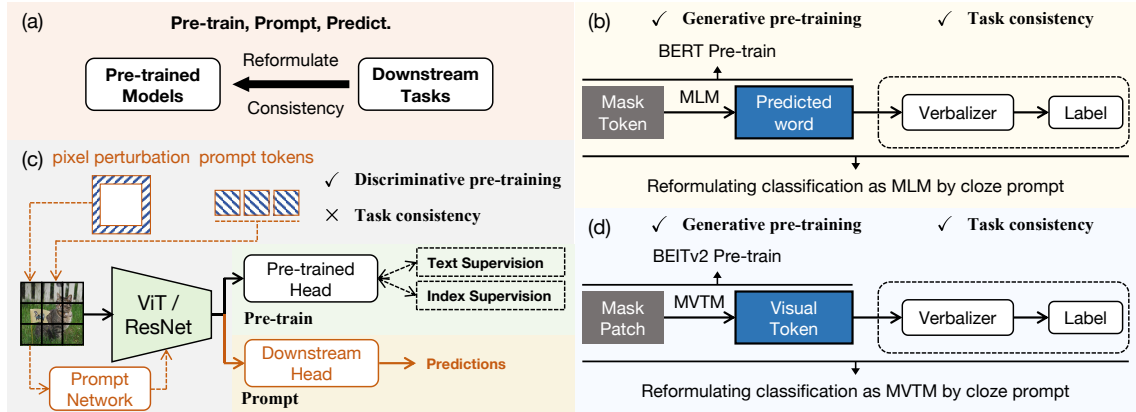 (a)
Pre-train, Prompt, Predict.
Pre-trained
Models
Reformulate
Consistency
Downstream
Tasks
(c) pixel perturbation prompt tokens
✓ Discriminative pre-training
✕ Task consistency
ViT /
ResNet
Pre-trained
Head
Text Supervision
Index Supervision
Pre-train
Prompt
Network
Downstream
Head
Predictions
Prompt
(b)
✓ Generative pre-training
✓ Task consistency
BERT Pre-train
Mask
Token
MLM
Predicted
word
Verbalizer
Label
Reformulating classification as MLM by cloze prompt
(d)
✓ Generative pre-training
✓ Task consistency
BEITv2 Pre-train
Mask
Patch
MVTM
Visual
Token
Verbalizer
Label
Reformulating classification as MVTM by cloze prompt